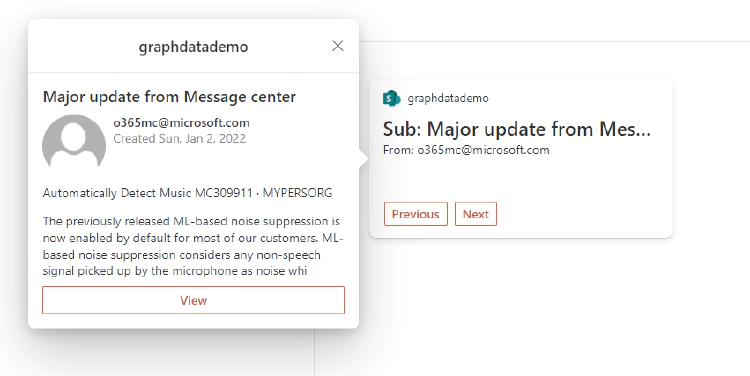 graphdatademo
Major update from Message center
o365mc@microsoft.com
Created Sun, Jan 2, 2022
Automatically Detect Music MC309911 · MYPERSORG
The previously released ML-based noise suppression is
now enabled by default for most of our customers. ML-
based noise suppression considers any non-speech
signal picked up by the microphone as noise whi
View
graphdatademo
Sub: Major update from Mes...
From: o365mc@microsoft.com
Previous
Next